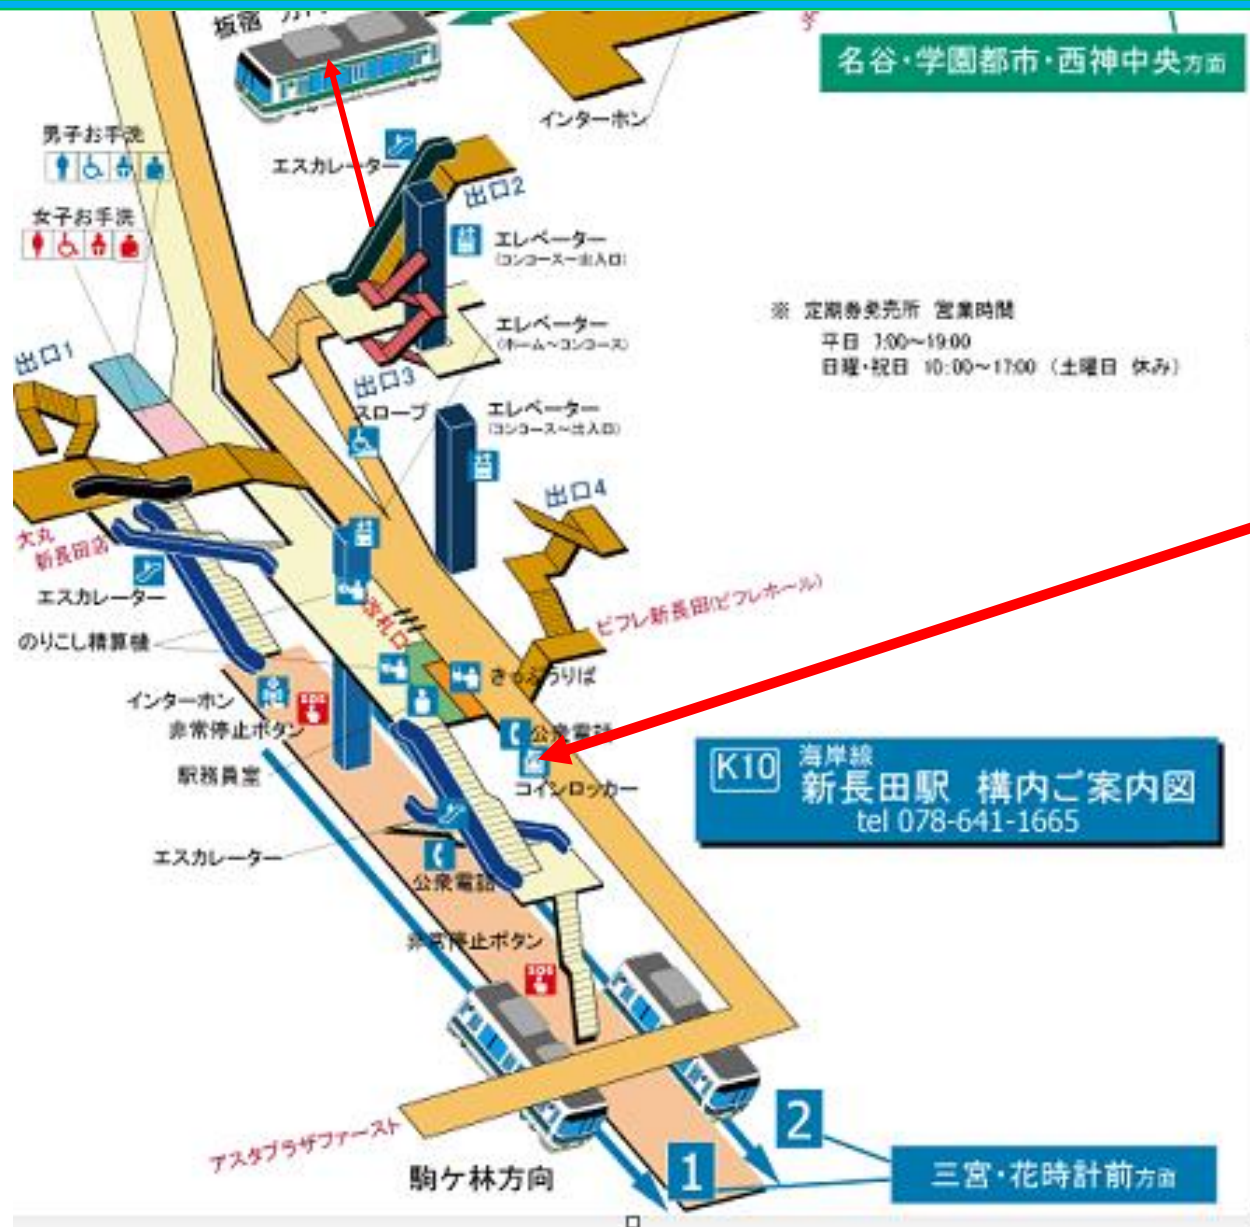 板宿 方向
名谷・学園都市・西神中央方面
インターホン
男子お手洗
エスカレーター
出口2
女子お手洗
エレベーター
(コンコース～出入口)
※ 定期券発売所 営業時間
平日 7:00～19:00
日曜・祝日 10:00～17:00 (土曜日 休み)
エレベーター
(ホーム～コンコース)
出口1
出口3
スロープ
エレベーター
(コンコース～出入口)
出口4
大丸
新長田店
エスカレーター
ピフレ新長田(ピフレホール)
改札口
のりこし精算機
きっぷうりば
インターホン
SOS
非常停止ボタン
公衆電話
駅務員室
コインロッカー
K10
海岸線
新長田駅 構内ご案内図
tel 078-641-1665
エスカレーター
公衆電話
非常停止ボタン
SOS
アスタプラザファースト
駒ケ林方向
2
1
三宮・花時計前方面